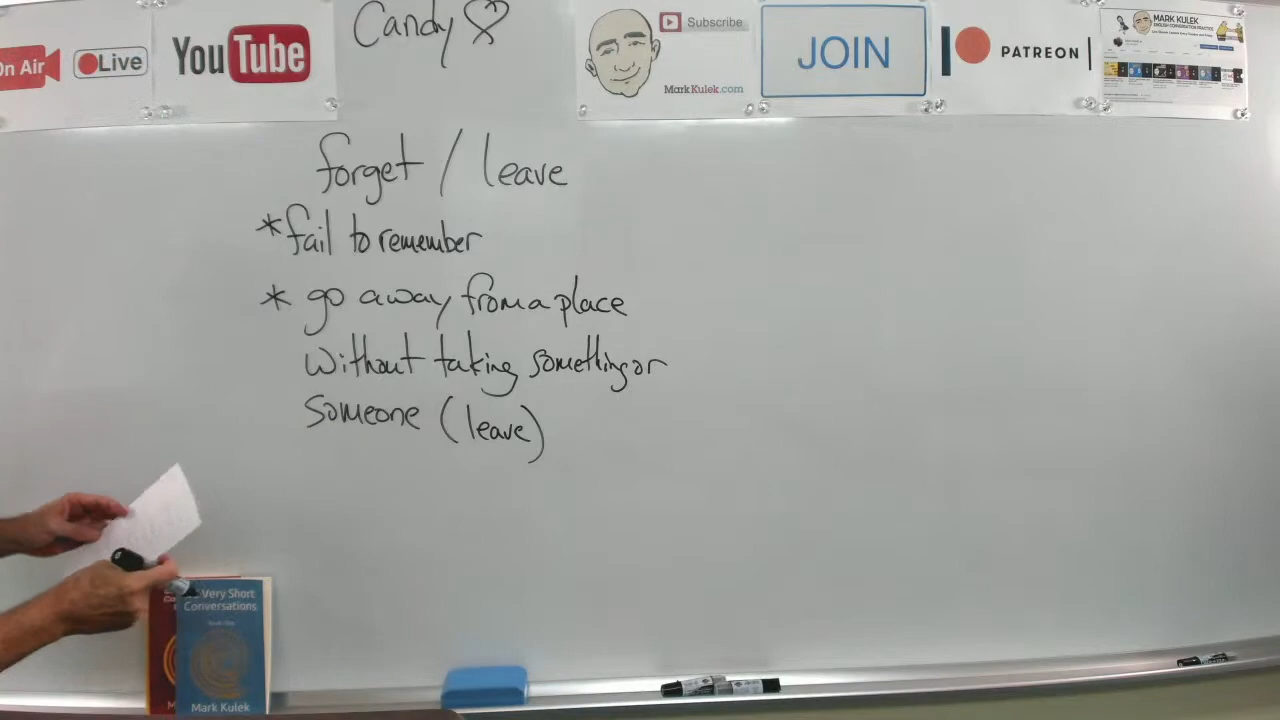 On Air
Live
YouTube
Candy
Subscribe
MarkKulek.com
JOIN
PATREON
MARK KULEK
forget / leave
*fail to remember
* go away from a place
without taking something or
someone (leave)
Very Short
Conversations
Mark Kulek